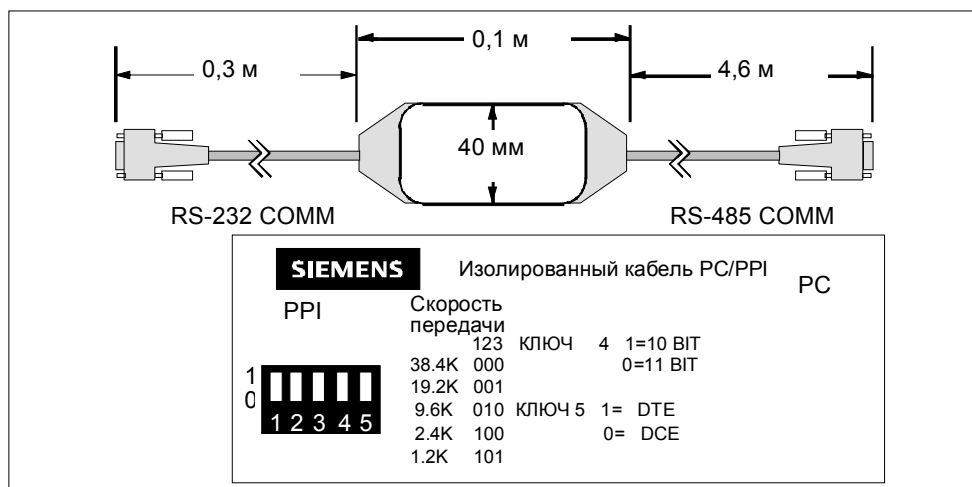 0,1 м
0,3 м
4,6 м
40 мм
RS-232 COMM
RS-485 COMM
SIEMENS
Изолированный кабель PC/PPI
PC
PPI
Скорость
передачи
123 КЛЮЧ 4 1=10 BIT
38.4K 000 0=11 BIT
19.2K 001
9.6K 010 КЛЮЧ 5 1= DTE
2.4K 100 0= DCE
1.2K 101
1
0
1 2 3 4 5